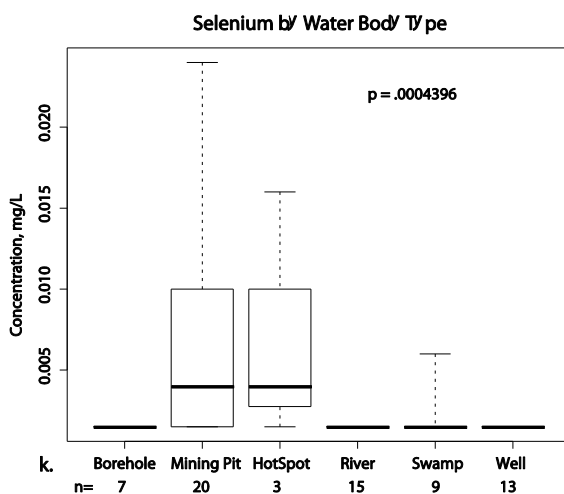 Selenium by Water Body Type
p = .0004396
Concentration, mg/L
0.020
0.015
0.010
0.005
k. Borehole Mining Pit HotSpot River Swamp Well
n= 7 20 3 15 9 13